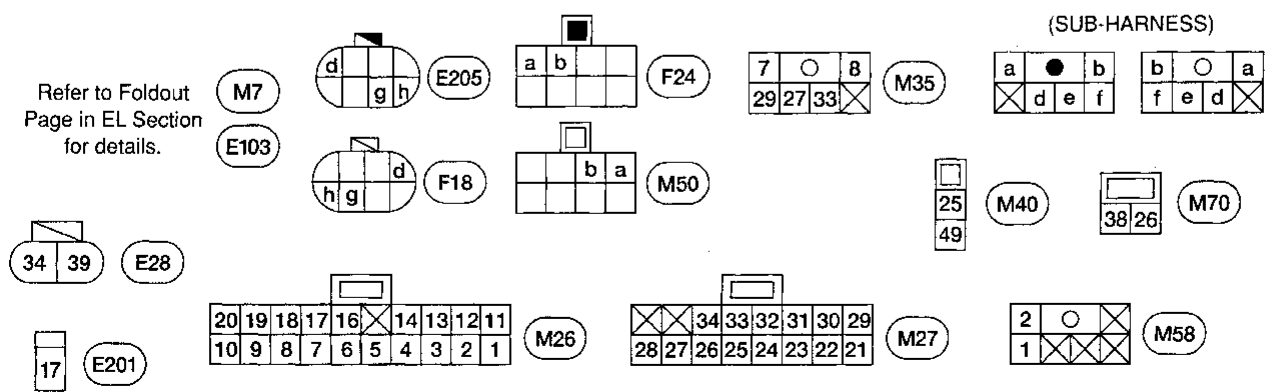 (SUB-HARNESS)
Refer to Foldout
Page in EL Section
for details.
M7
E103
d
g h
E205
a b
F24
7 8
29 27 33
M35
a b
d e f
b a
f e d
d
h g
F18
b a
M50
25
49
M40
38 26
M70
34 39
E28
20 19 18 17 16 14 13 12 11
10 9 8 7 6 5 4 3 2 1
M26
34 33 32 31 30 29
28 27 26 25 24 23 22 21
M27
2
1
M58
17
E201